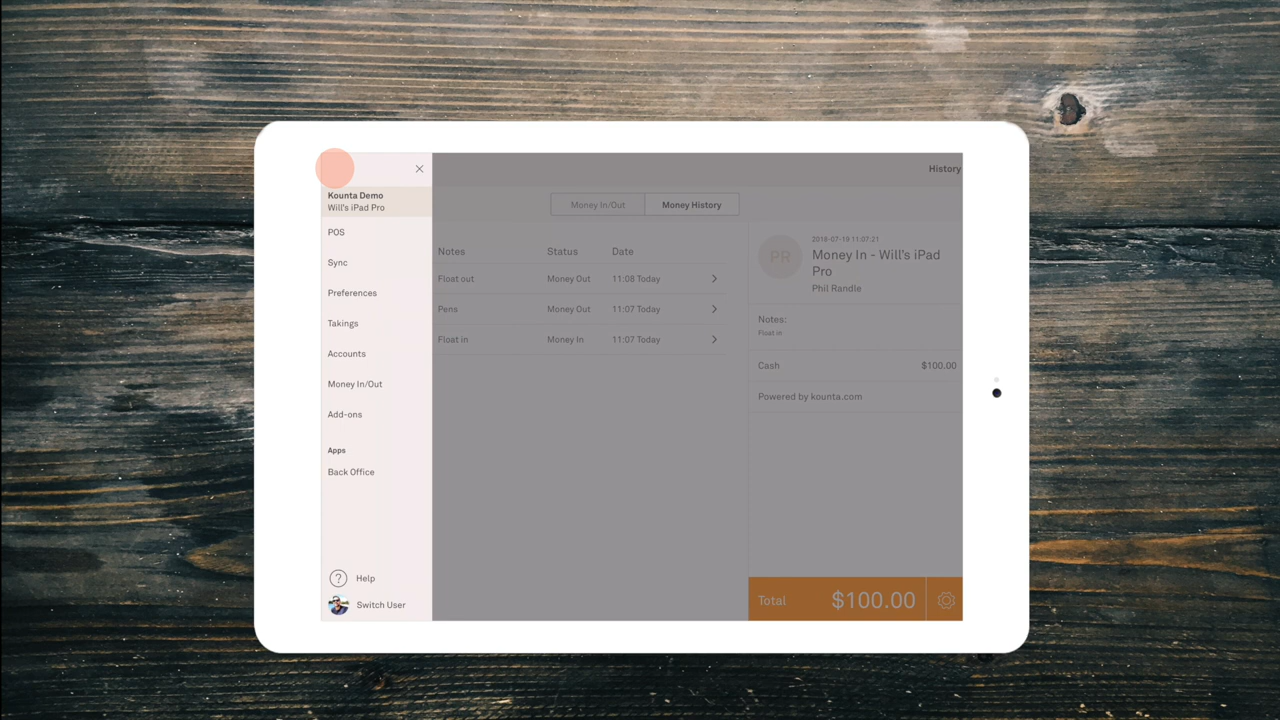 Kounta Demo
Will's iPad Pro
POS
Sync
Preferences
Takings
Accounts
Money In/Out
Add-ons
Apps
Back Office
? Help
Switch User
History
Money In/Out Money History
Notes Status Date
Float out Money Out 11:08 Today
Pens Money Out 11:07 Today
Float in Money In 11:07 Today
PR
2018-07-19 11:07:21
Money In - Will's iPad
Pro
Phil Randle
Notes:
Float in
Cash $100.00
Powered by kounta.com
Total $100.00